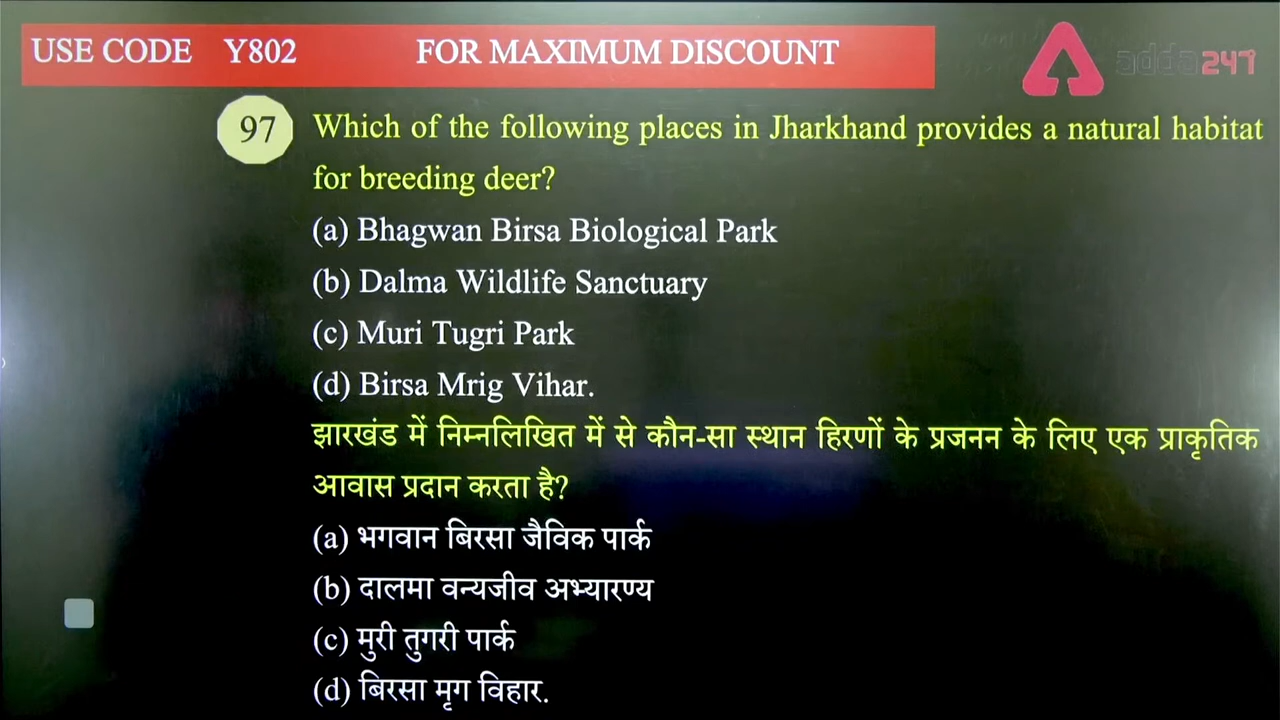 USE CODE Y802 FOR MAXIMUM DISCOUNT
adda247
97 Which of the following places in Jharkhand provides a natural habitat
for breeding deer?
(a) Bhagwan Birsa Biological Park
(b) Dalma Wildlife Sanctuary
(c) Muri Tugri Park
(d) Birsa Mrig Vihar.
झारखंड में निम्नलिखित में से कौन-सा स्थान हिरणों के प्रजनन के लिए एक प्राकृतिक
आवास प्रदान करता है?
(a) भगवान बिरसा जैविक पार्क
(b) दालमा वन्यजीव अभ्यारण्य
(c) मुरी तुगरी पार्क
(d) बिरसा मृग विहार.